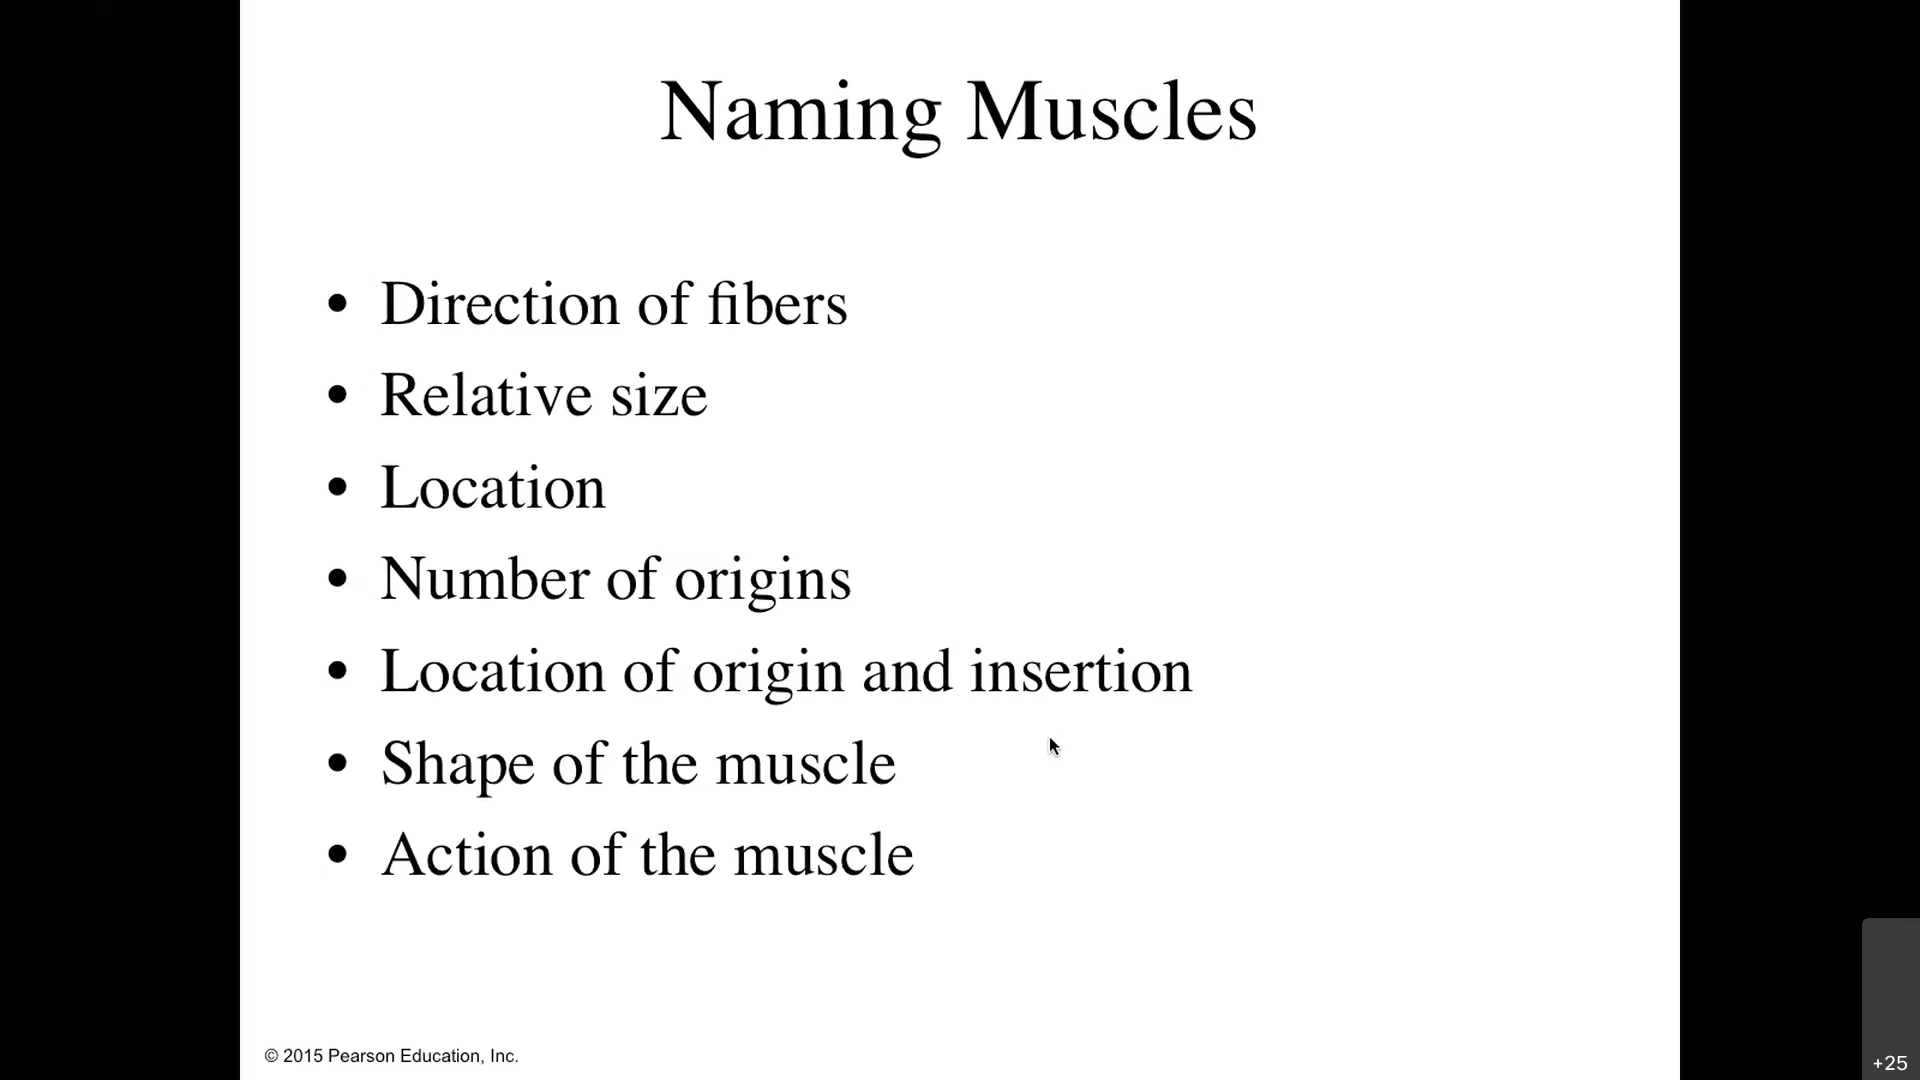 Naming Muscles
• Direction of fibers
• Relative size
• Location
• Number of origins
• Location of origin and insertion
• Shape of the muscle
• Action of the muscle
© 2015 Pearson Education, Inc.
+25